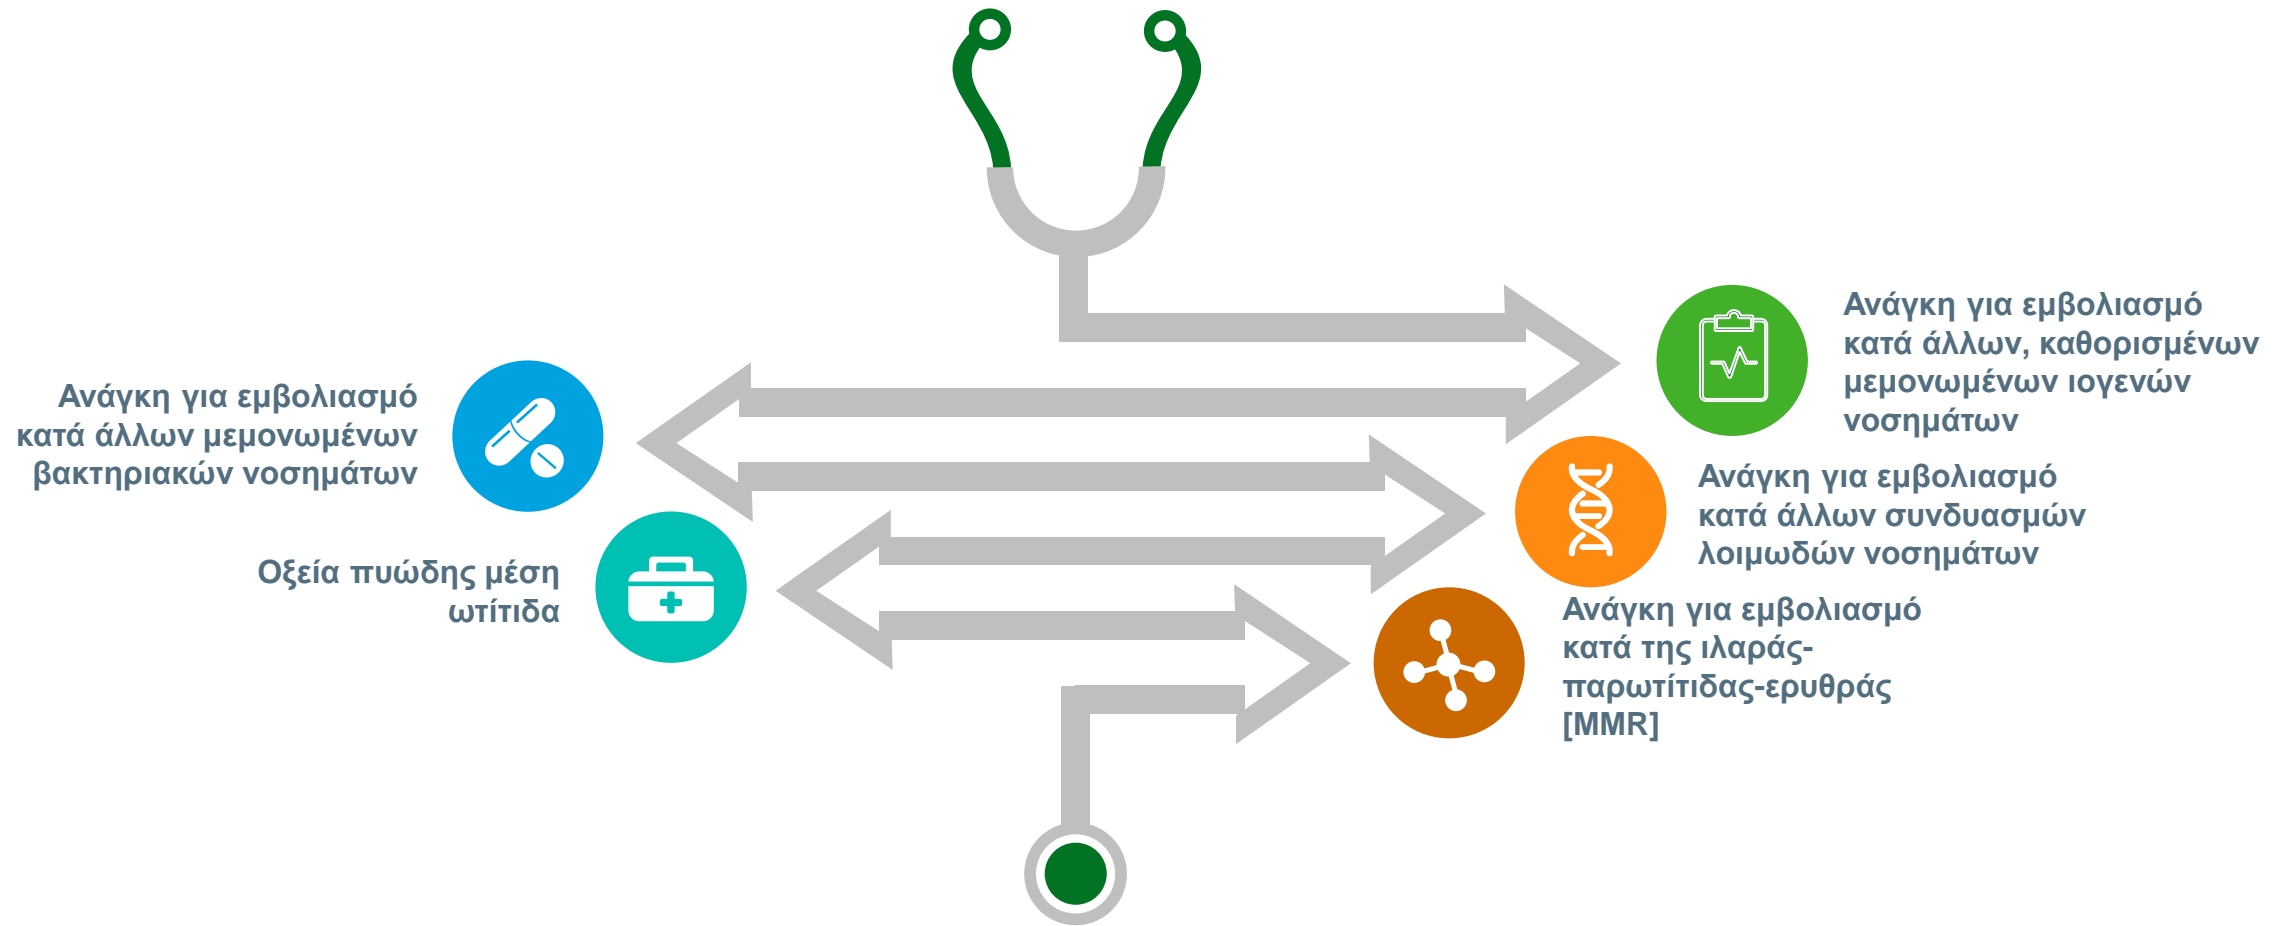 Ανάγκη για εμβολιασμό
κατά άλλων, καθορισμένων
μεμονωμένων ιογενών
νοσημάτων
Ανάγκη για εμβολιασμό
κατά άλλων μεμονωμένων
βακτηριακών νοσημάτων
Ανάγκη για εμβολιασμό
κατά άλλων συνδυασμών
λοιμωδών νοσημάτων
Οξεία πυώδης μέση
ωτίτιδα
Ανάγκη για εμβολιασμό
κατά της ιλαράς-
παρωτίτιδας-ερυθράς
[MMR]